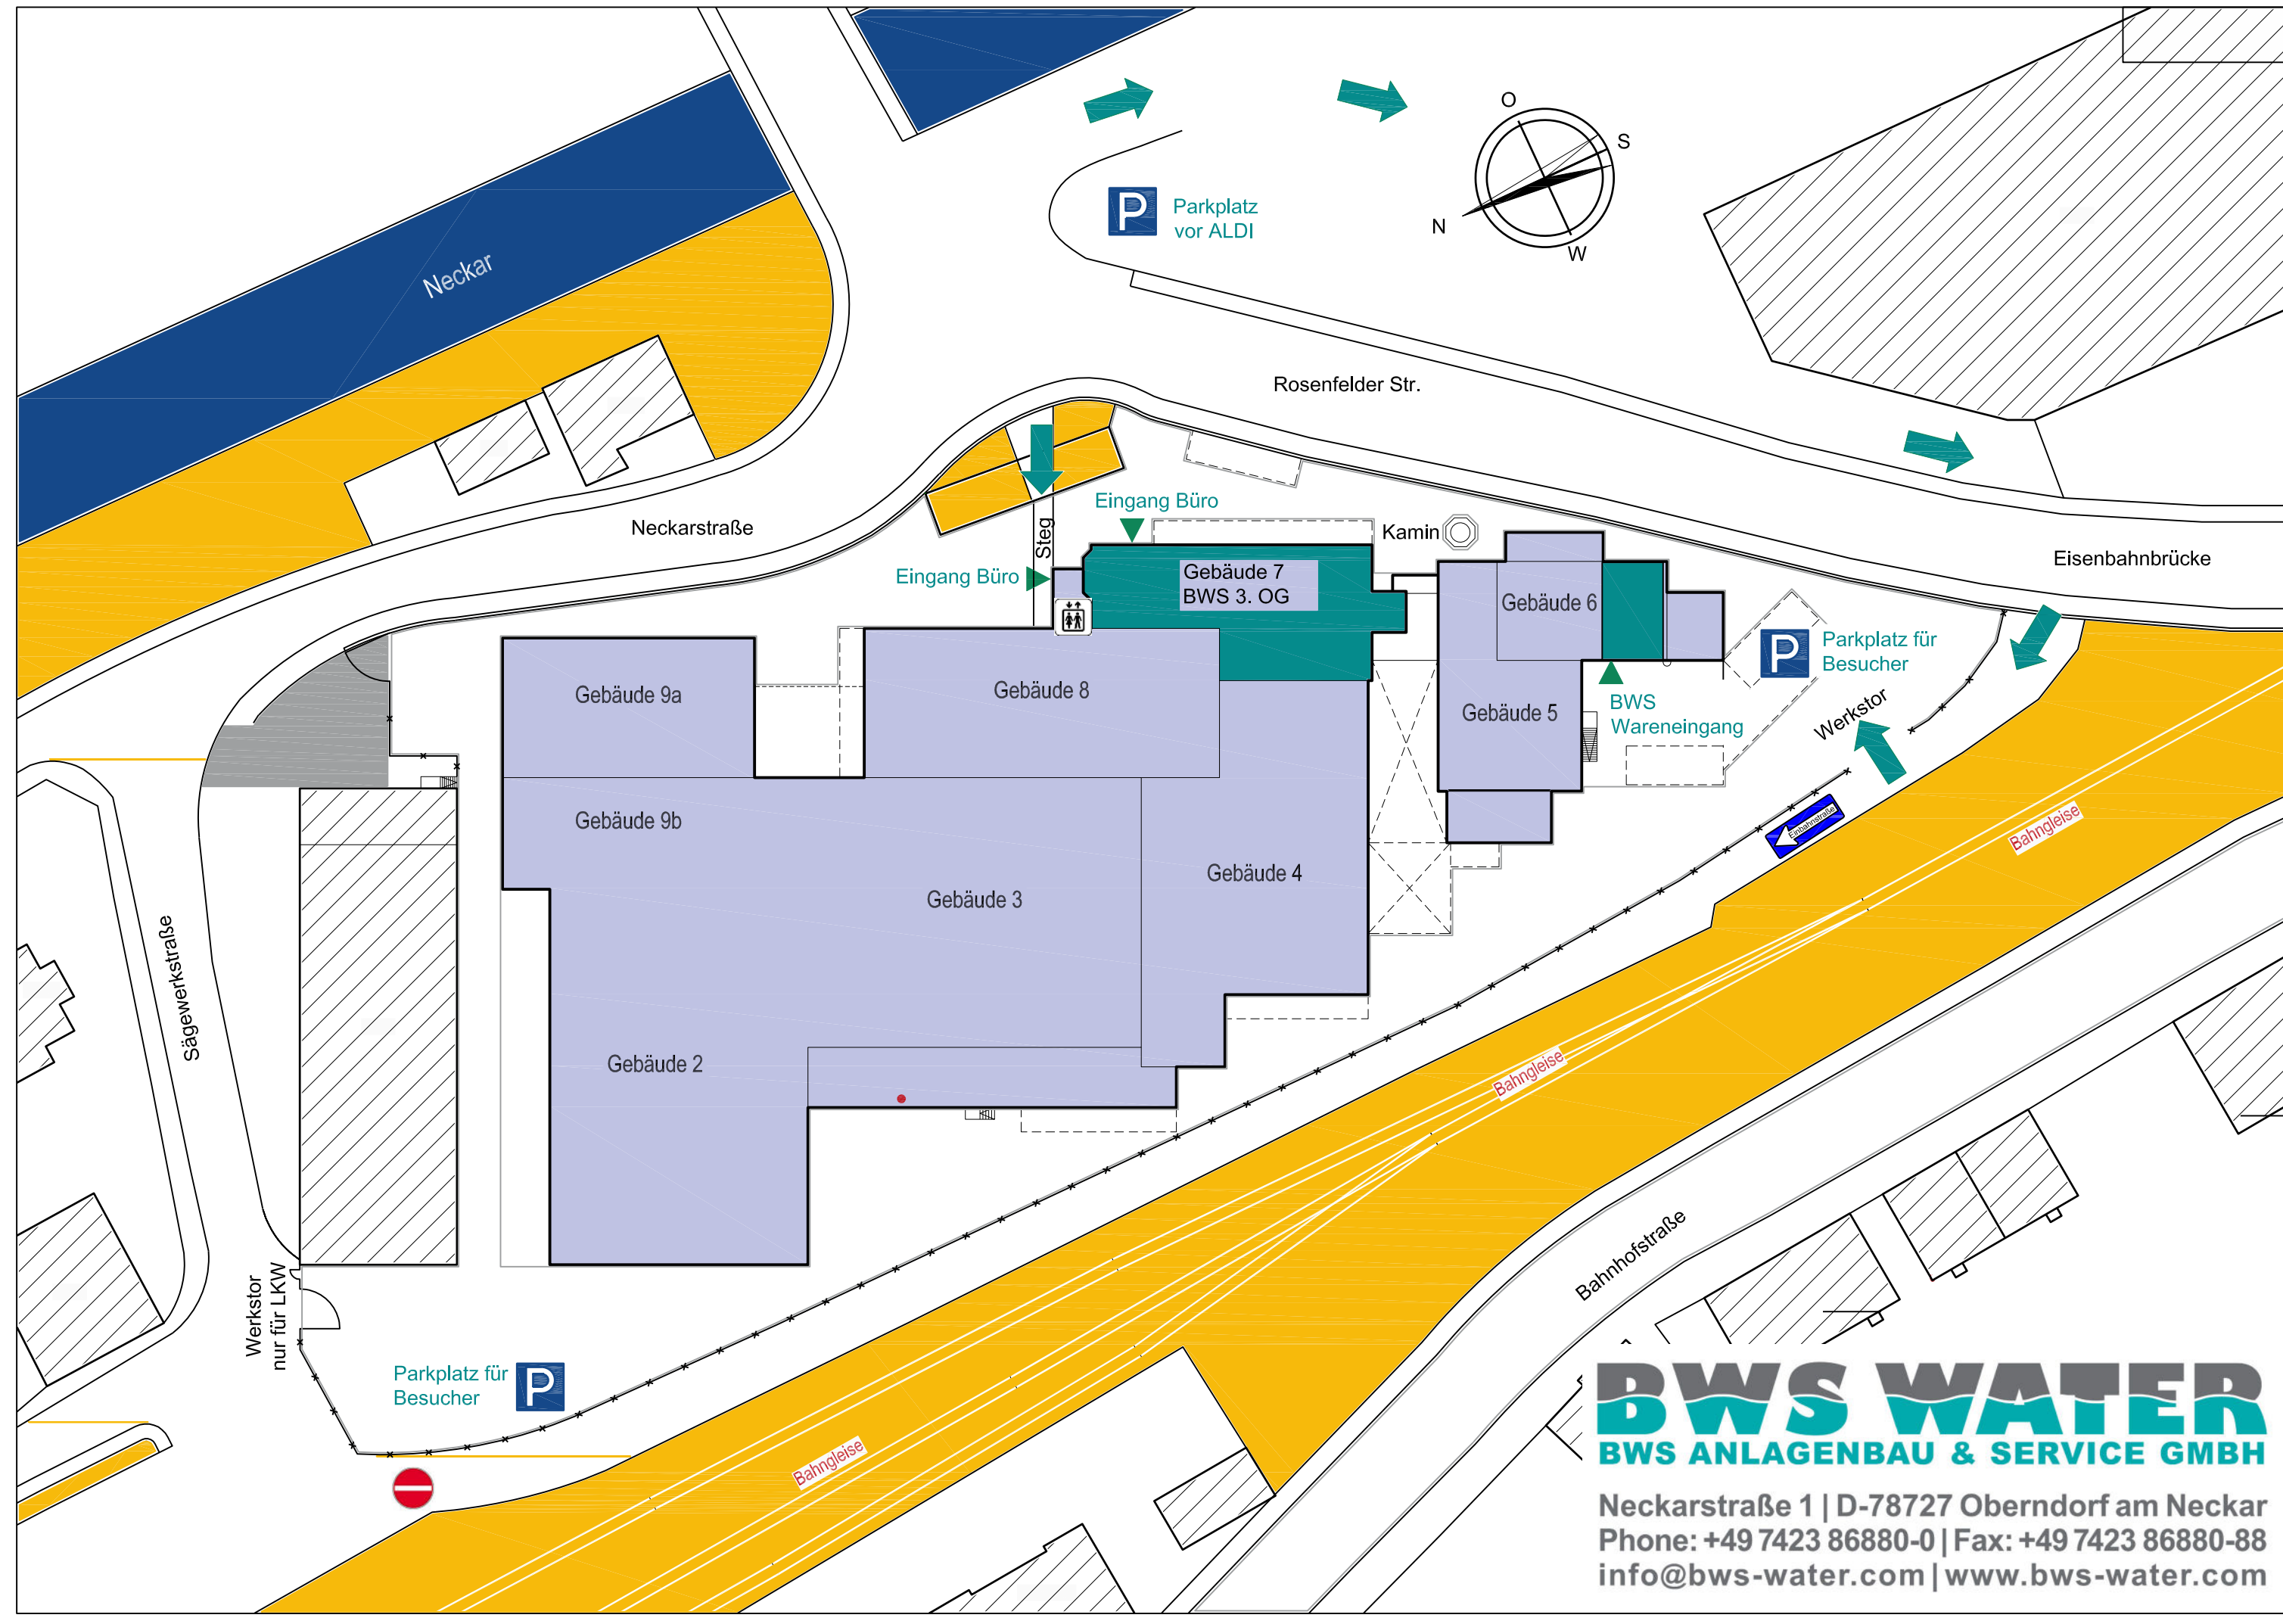 O
S
N
W
P
Parkplatz
vor ALDI
Neckar
Rosenfelder Str.
Neckarstraße
Steg
Eingang Büro
Kamin
Eingang Büro
Gebäude 7
BWS 3. OG
Eisenbahnbrücke
Gebäude 6
P
Parkplatz für
Besucher
Gebäude 9a
Gebäude 8
Gebäude 5
BWS
Wareneingang
Werkstor
Gebäude 9b
Gebäude 3
Gebäude 4
Einbahnstraße
Bahngleise
Sägewerkstraße
Gebäude 2
Bahngleise
Bahnhofstraße
Werkstor
nur für LKW
Parkplatz für
Besucher
P
Bahngleise
BWS WATER
BWS ANLAGENBAU & SERVICE GMBH
Neckarstraße 1 | D-78727 Oberndorf am Neckar
Phone: +49 7423 86880-0 | Fax: +49 7423 86880-88
info@bws-water.com | www.bws-water.com